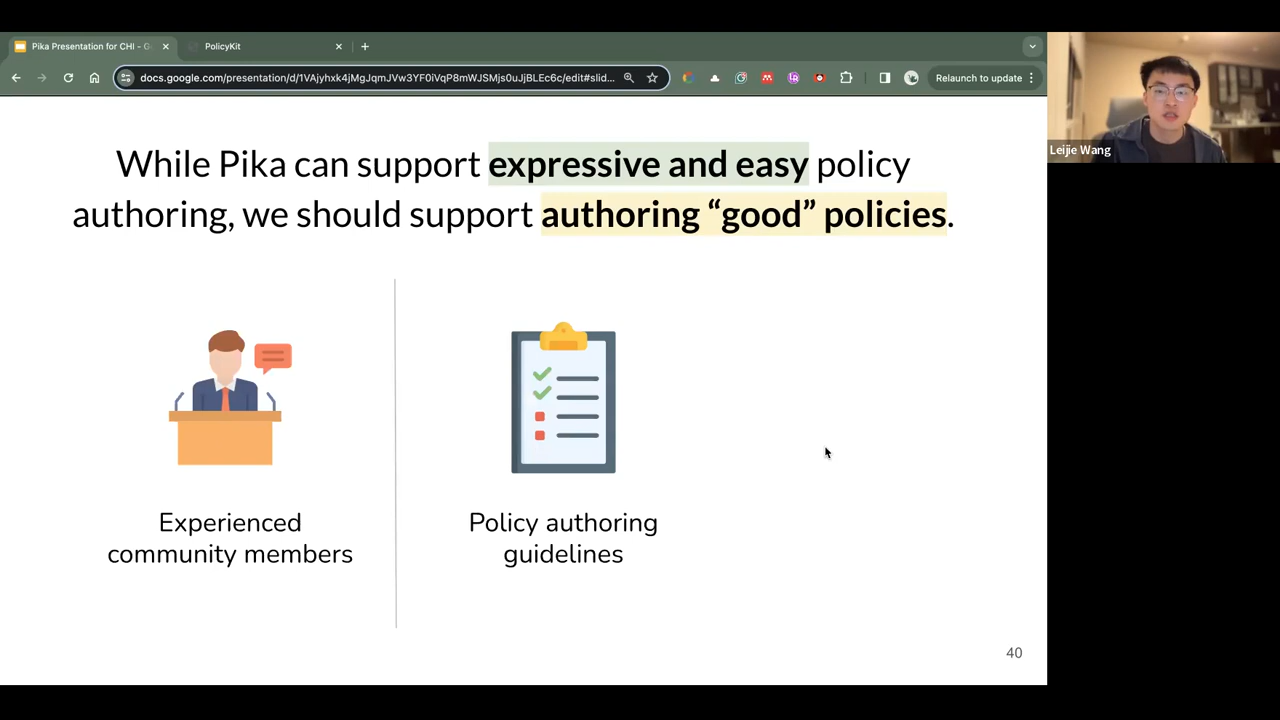 Pika Presentation for CHI - G
PolicyKit
docs.google.com/presentation/d/1VAjyhxk4jMgJqmJVw3YF0iVqP8mWJSMjs0uJjBLEc6c/edit#slid...
Relaunch to update
Leijie Wang
While Pika can support expressive and easy policy
authoring, we should support authoring “good” policies.
Experienced
community members
Policy authoring
guidelines
40